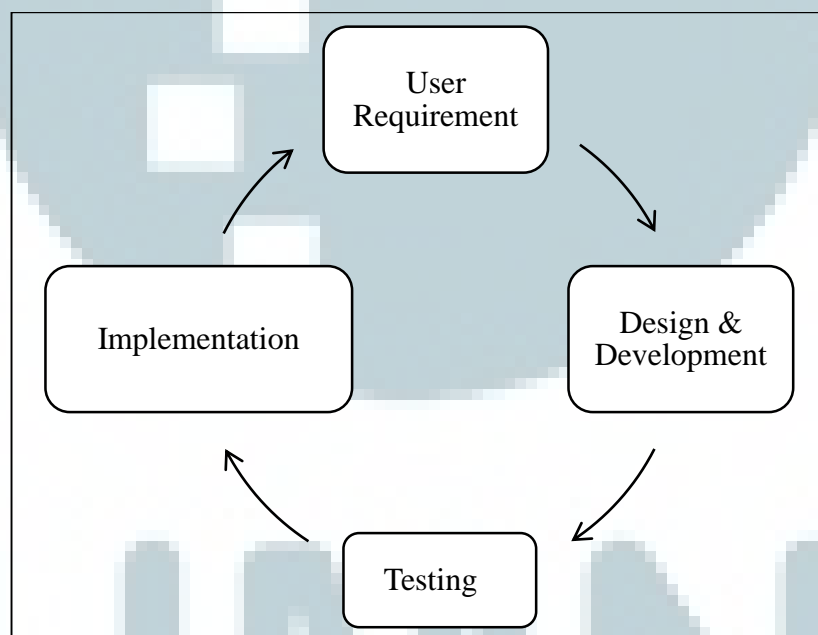 User
Requirement
Design &
Development
Testing
Implementation